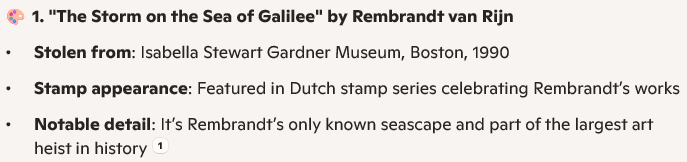 🎨 1. "The Storm on the Sea of Galilee" by Rembrandt van Rijn
• Stolen from: Isabella Stewart Gardner Museum, Boston, 1990
• Stamp appearance: Featured in Dutch stamp series celebrating Rembrandt’s works
• Notable detail: It’s Rembrandt’s only known seascape and part of the largest art
heist in history 1